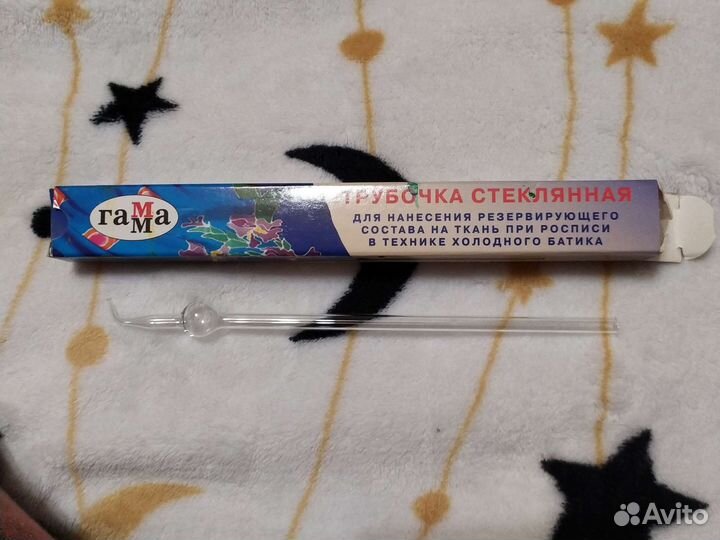 гамма
ТРУБОЧКА СТЕКЛЯННАЯ
ДЛЯ НАНЕСЕНИЯ РЕЗЕРВИРУЮЩЕГО
СОСТАВА НА ТКАНЬ ПРИ РОСПИСИ
В ТЕХНИКЕ ХОЛОДНОГО БАТИКА
Avito